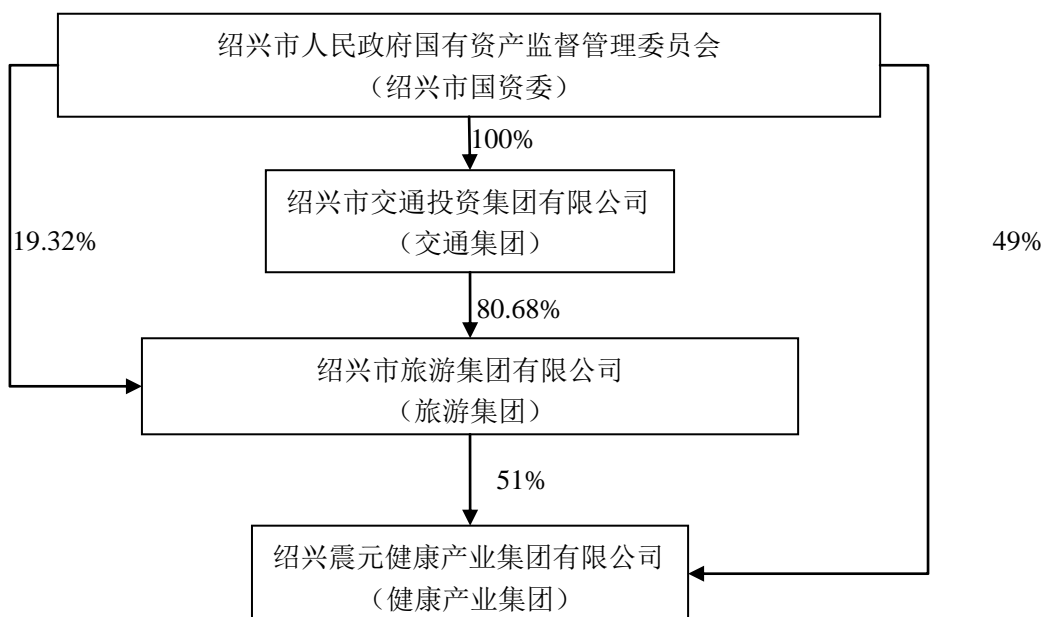 绍兴市人民政府国有资产监督管理委员会
（绍兴市国资委）
100%
绍兴市交通投资集团有限公司
（交通集团）
19.32%
49%
80.68%
绍兴市旅游集团有限公司
（旅游集团）
51%
绍兴震元健康产业集团有限公司
（健康产业集团）